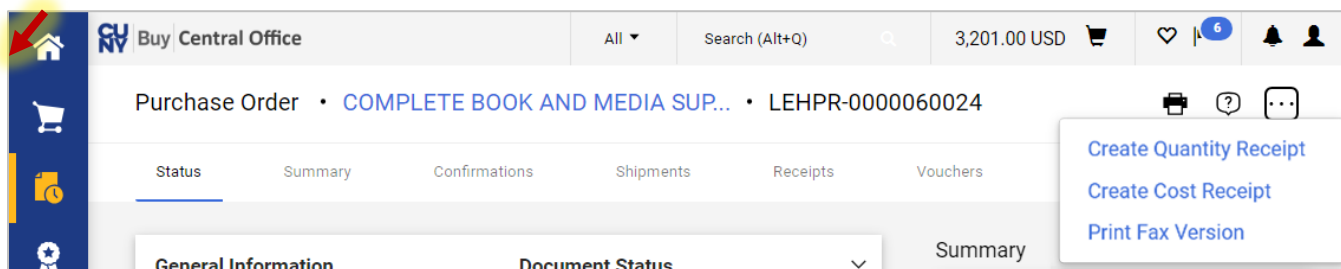 CUNY Buy Central Office All Search (Alt+Q) 3,201.00 USD 6
Purchase Order • COMPLETE BOOK AND MEDIA SUP... • LEHPR-0000060024
Create Quantity Receipt
Status Summary Confirmations Shipments Receipts Vouchers
Create Cost Receipt
Print Fax Version
General Information Document Status Summary